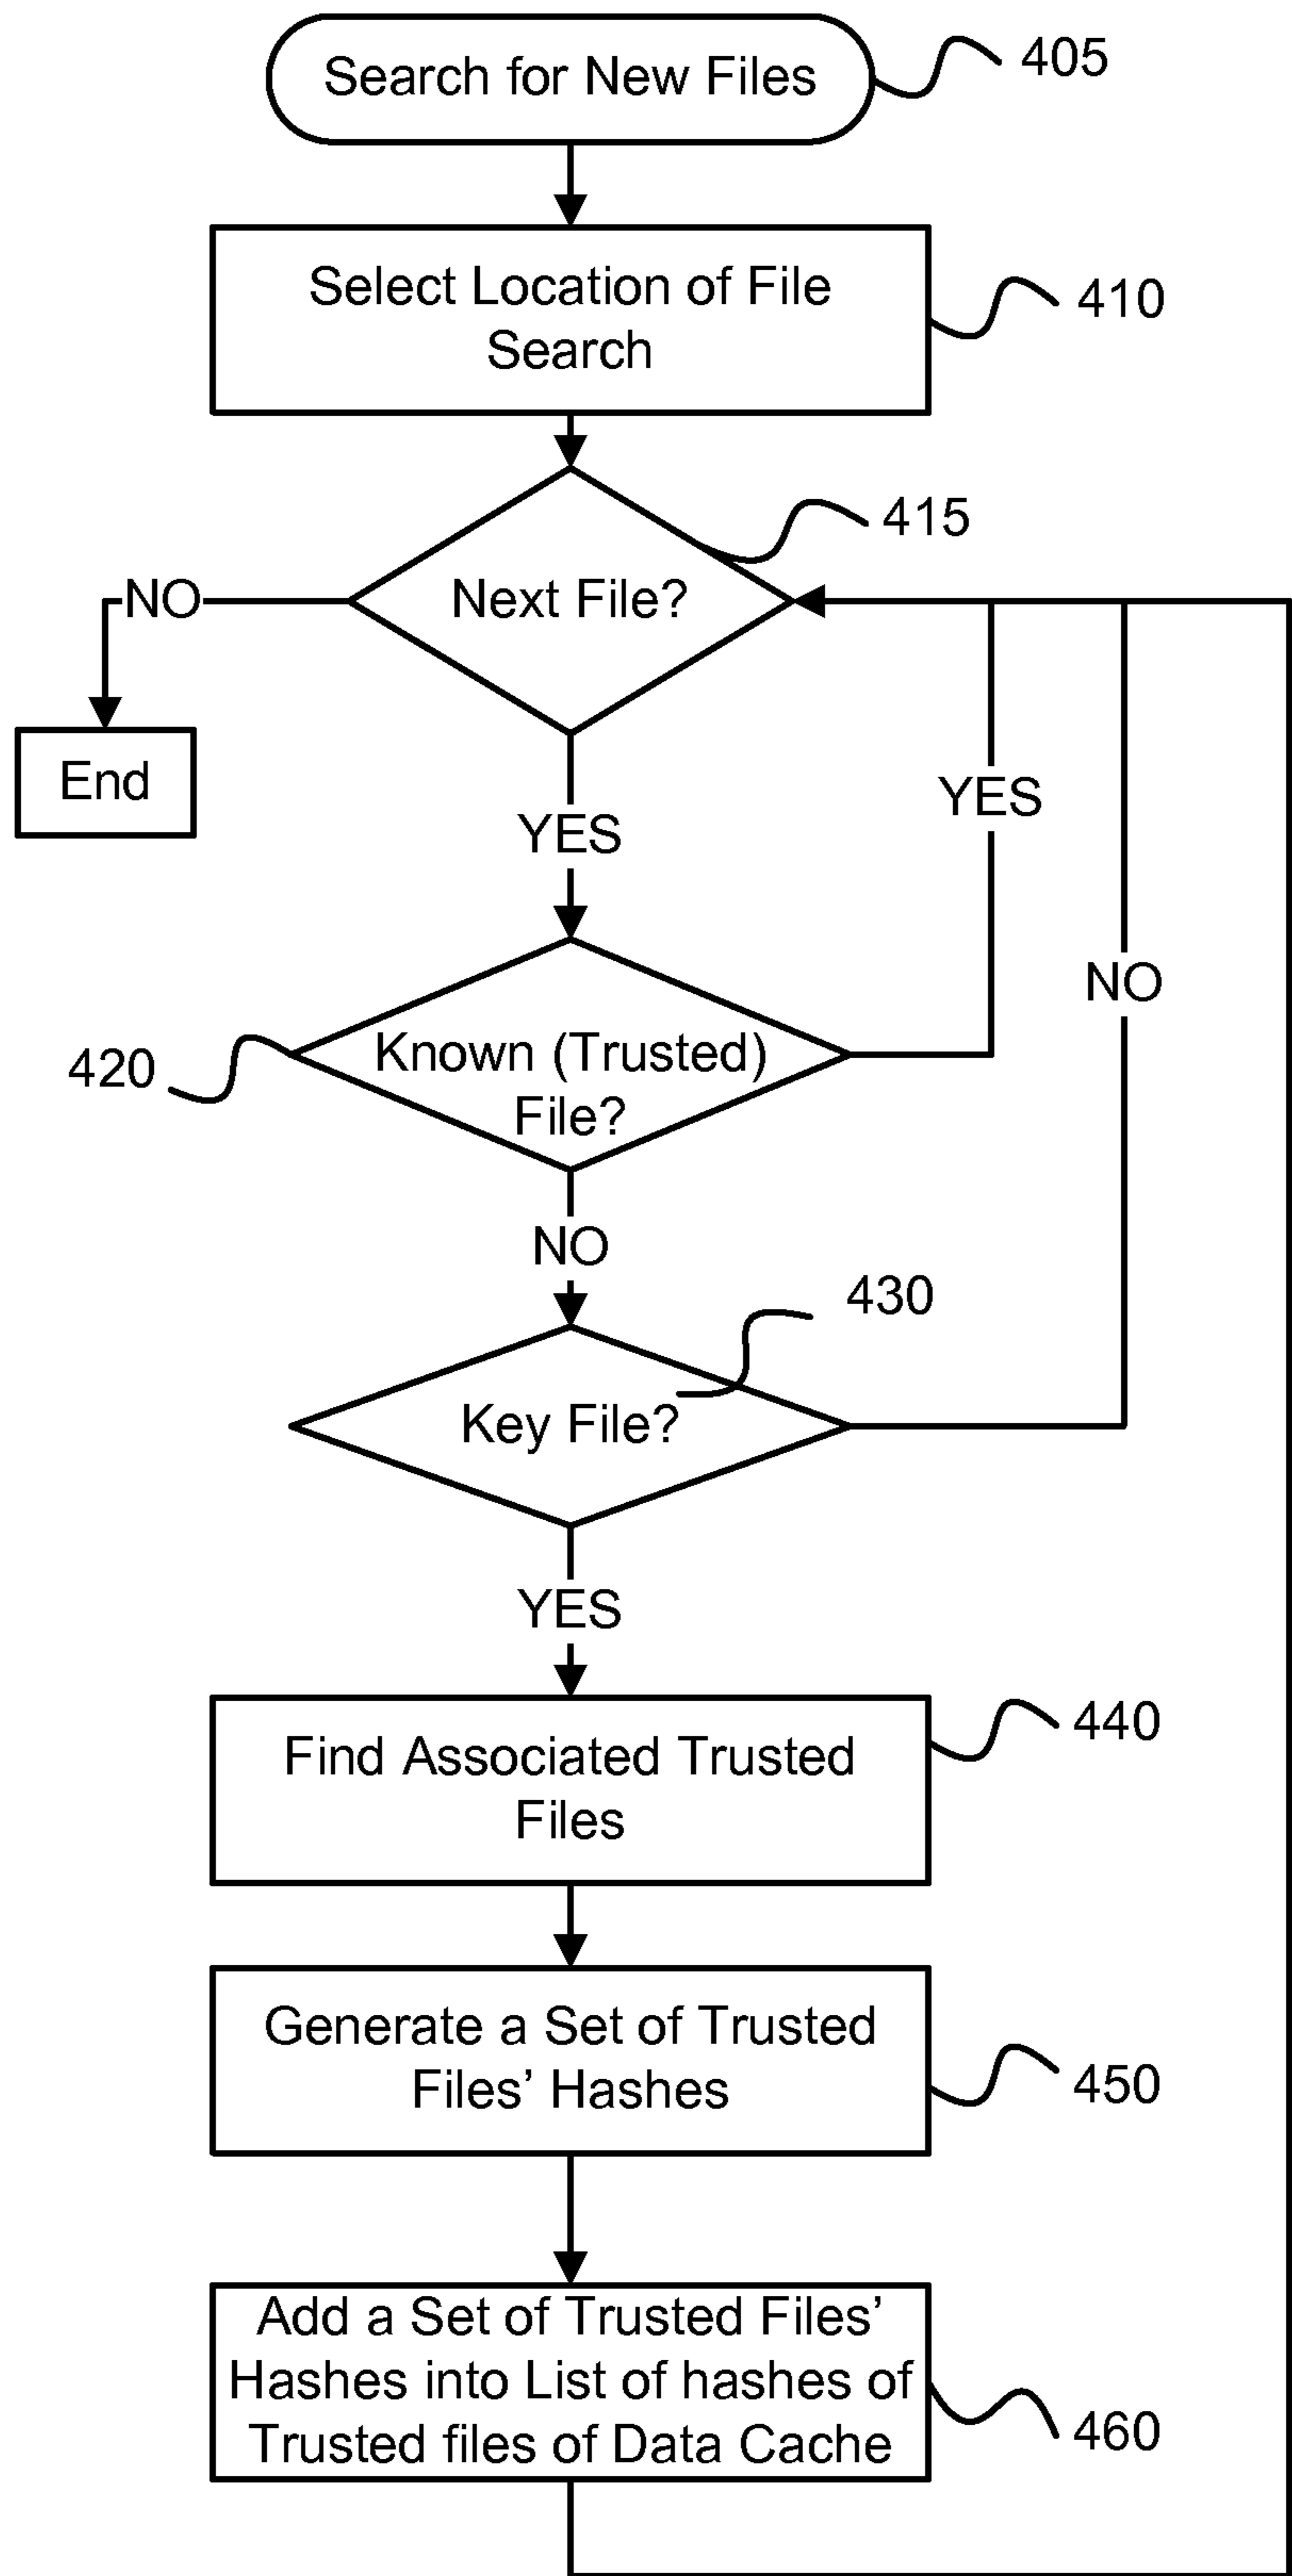 Search for New Files
405
Select Location of File
Search
410
415
Next File?
NO
End
YES
YES
NO
420
Known (Trusted)
File?
NO
430
Key File?
YES
Find Associated Trusted
Files
440
Generate a Set of Trusted
Files’ Hashes
450
Add a Set of Trusted Files’
Hashes into List of hashes of
Trusted files of Data Cache
460